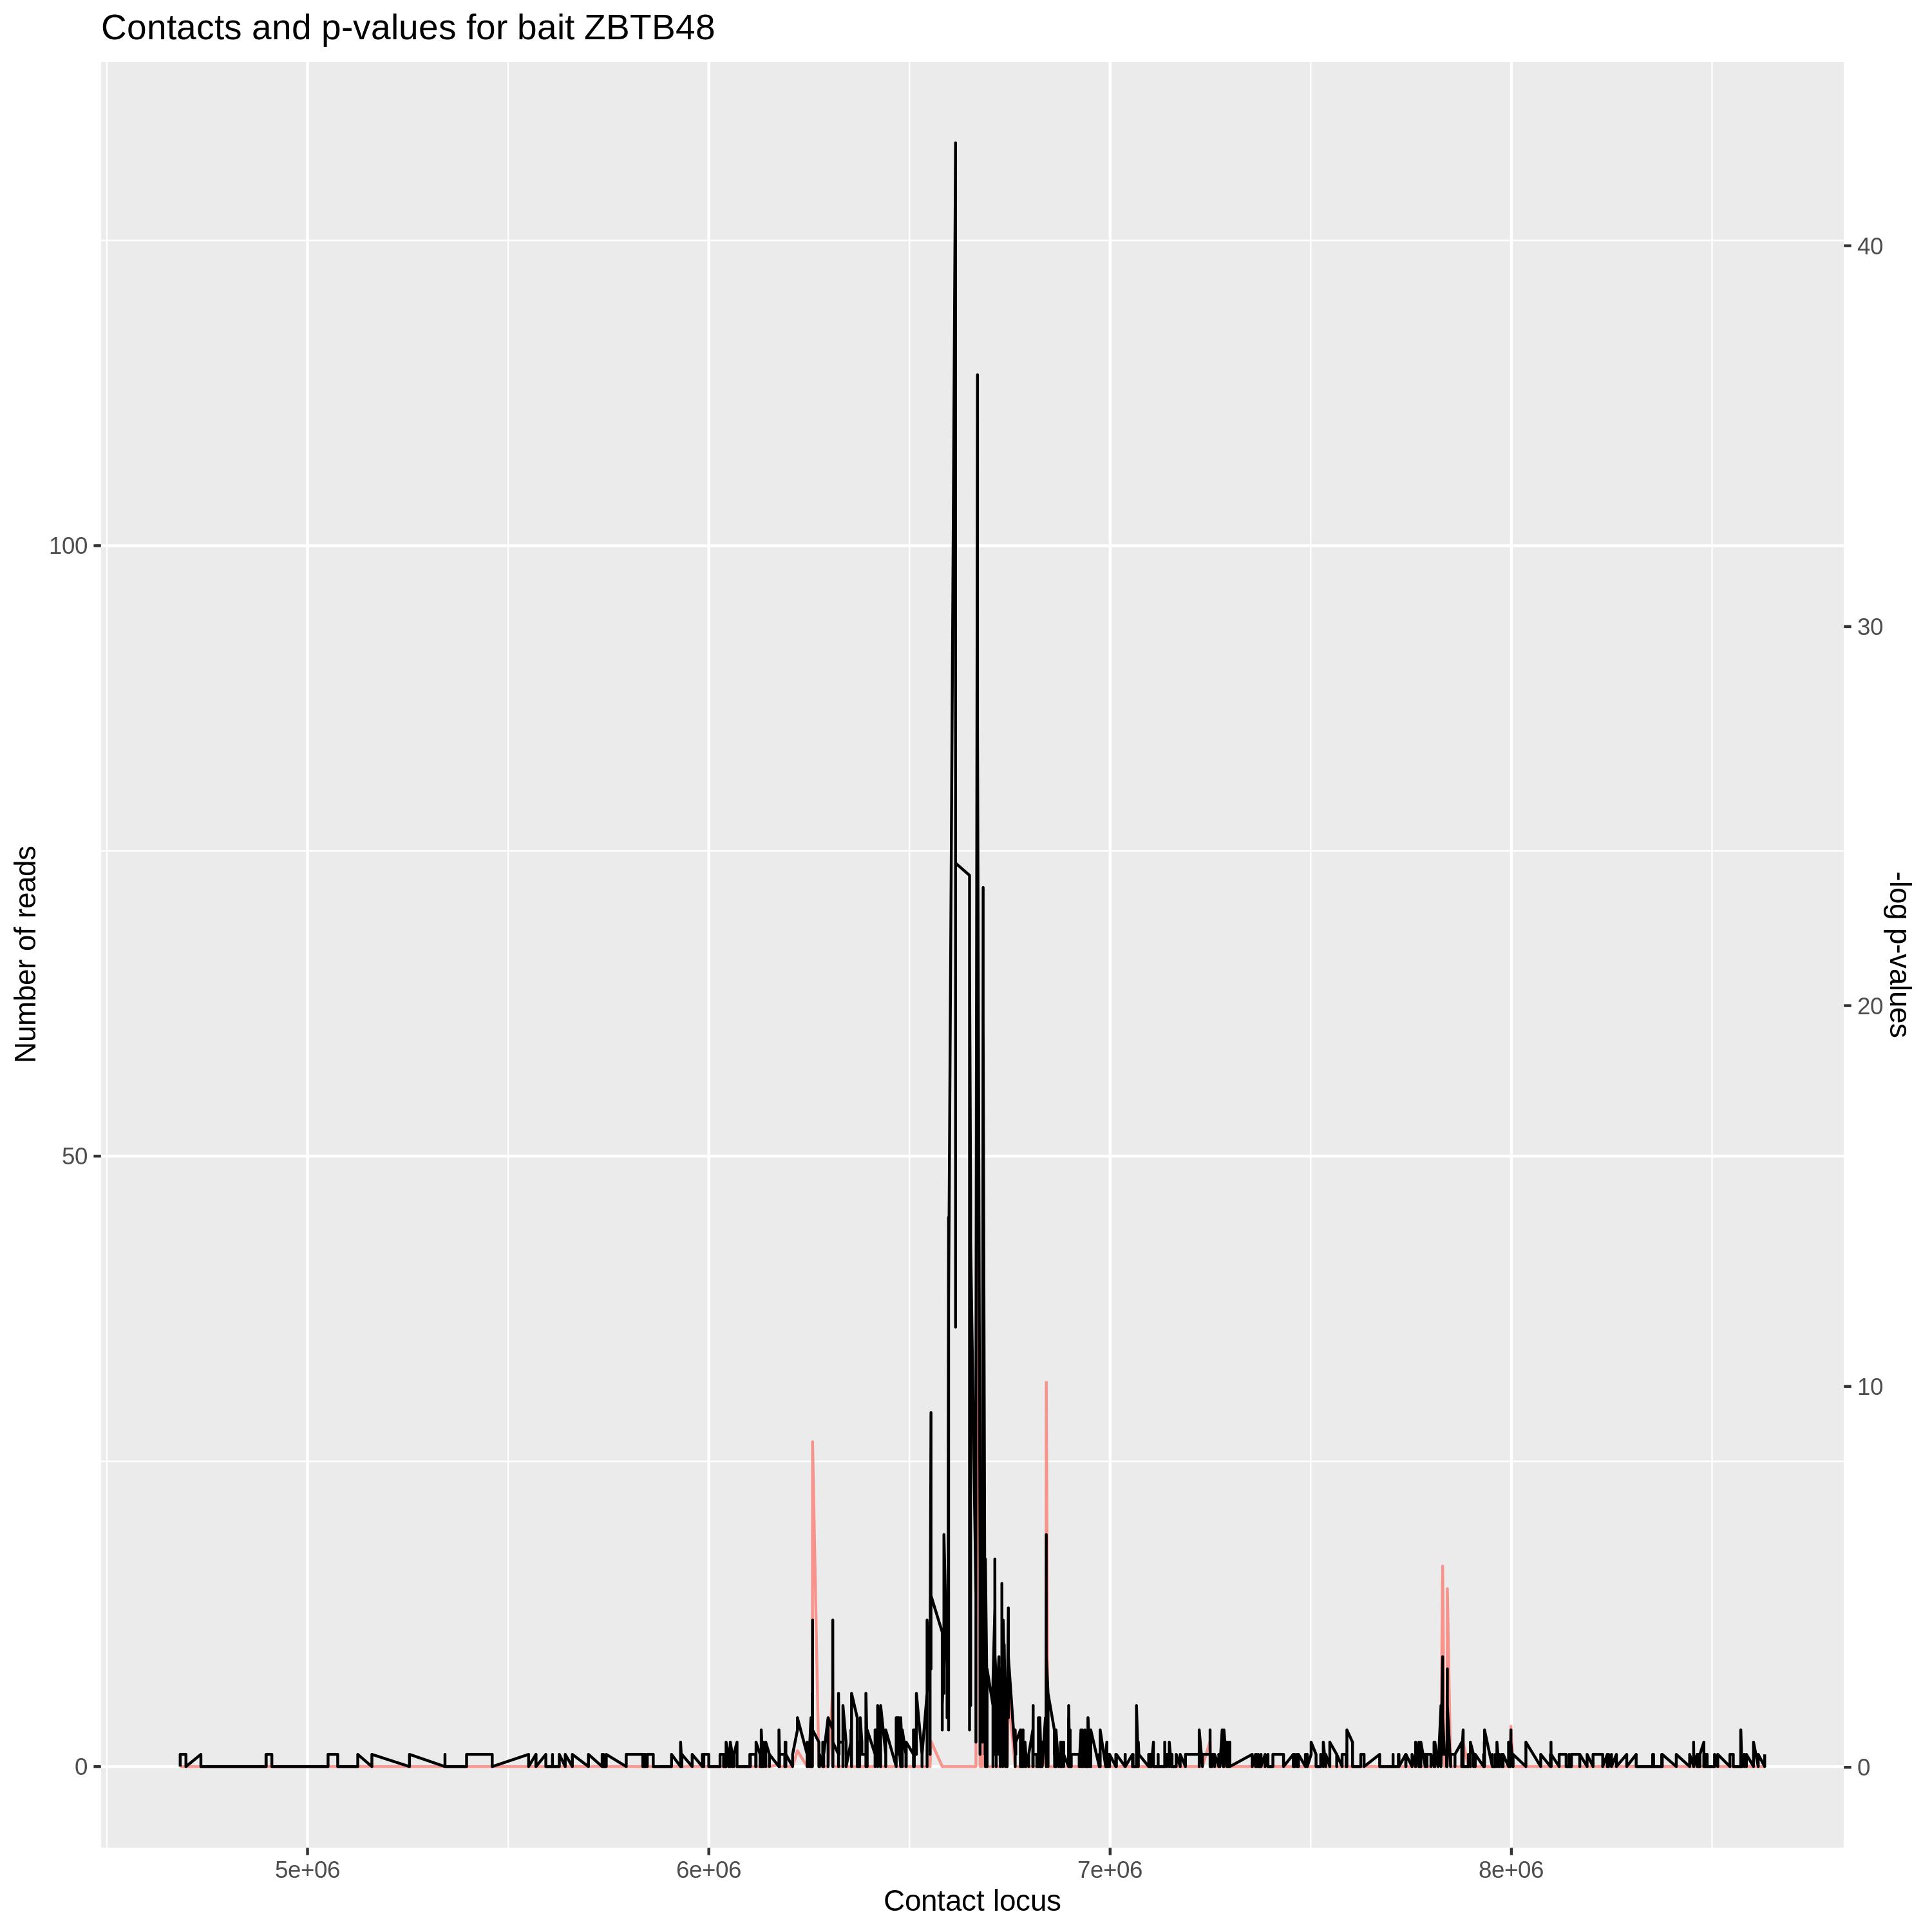 Contacts and p-values for bait ZBTB48
100
50
0
Number of reads
40
30
20
10
0
-log p-values
5e+06 6e+06 7e+06 8e+06
Contact locus